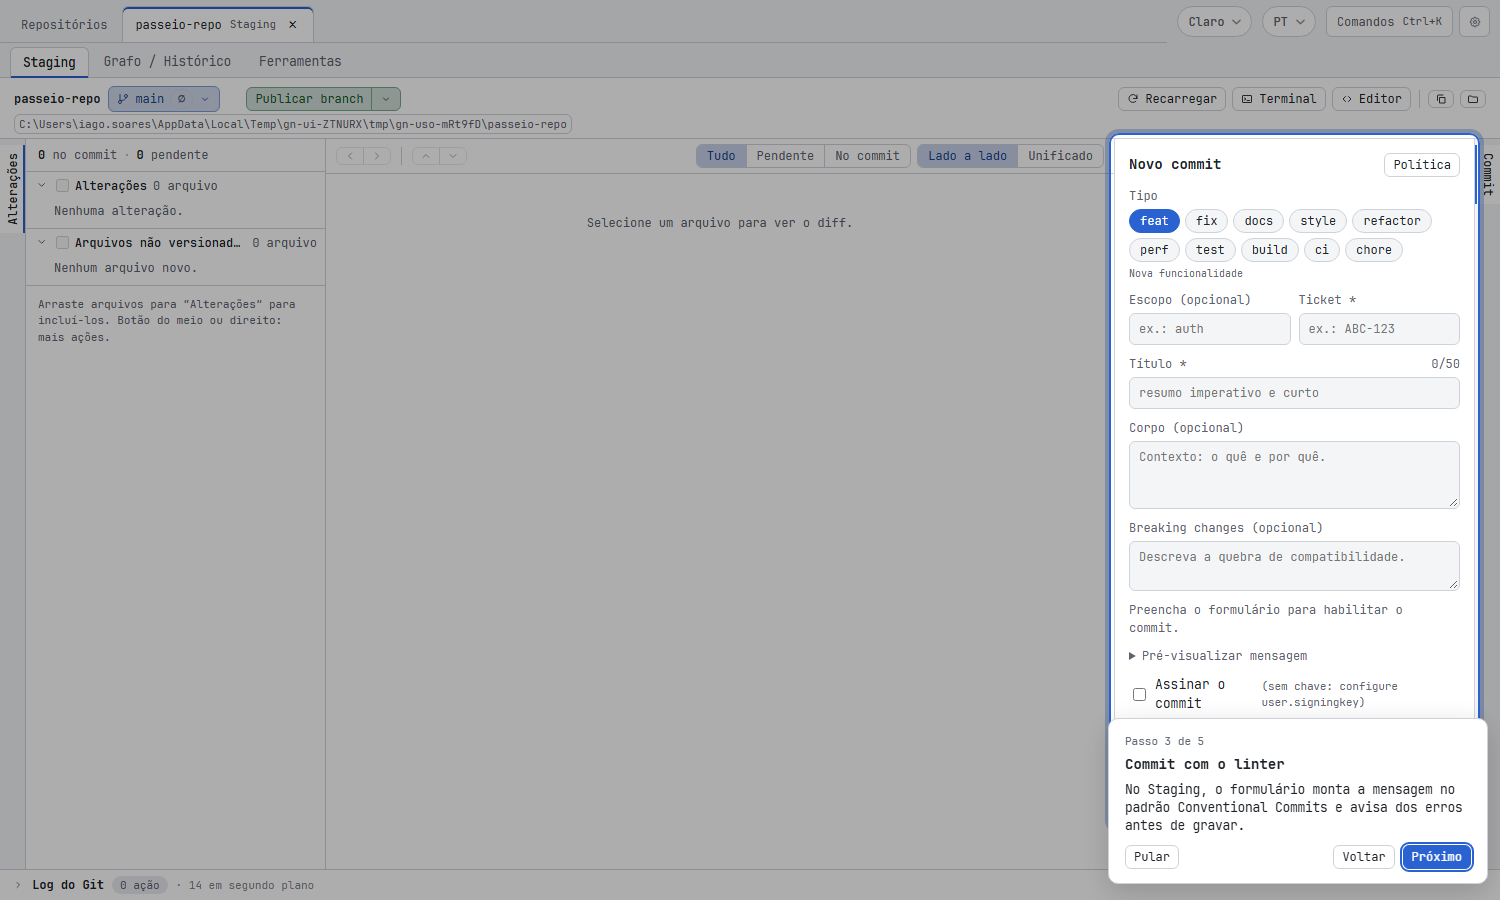 Repositórios
passeio-repo Staging ×
Claro
PT
Comandos Ctrl+K
Staging
Grafo / Histórico
Ferramentas
passeio-repo
main Ø
Publicar branch
Recarregar
Terminal
Editor
C:\Users\iago.soares\AppData\Local\Temp\gn-ui-ZTNURX\tmp\gn-uso-mRt9fD\passeio-repo
Alterações
0 no commit · 0 pendente
Alterações 0 arquivo
Nenhuma alteração.
Arquivos não versionad… 0 arquivo
Nenhum arquivo novo.
Arraste arquivos para “Alterações” para
incluí-los. Botão do meio ou direito:
mais ações.
Tudo
Pendente
No commit
Lado a lado
Unificado
Selecione um arquivo para ver o diff.
Commit
Novo commit
Política
Tipo
feat fix docs style refactor
perf test build ci chore
Nova funcionalidade
Escopo (opcional)
Ticket *
ex.: auth
ex.: ABC-123
Título *
0/50
resumo imperativo e curto
Corpo (opcional)
Contexto: o quê e por quê.
Breaking changes (opcional)
Descreva a quebra de compatibilidade.
Preencha o formulário para habilitar o
commit.
Pré-visualizar mensagem
Assinar o
commit
(sem chave: configure
user.signingkey)
Passo 3 de 5
Commit com o linter
No Staging, o formulário monta a mensagem no
padrão Conventional Commits e avisa dos erros
antes de gravar.
Pular
Voltar
Próximo
Log do Git 0 ação · 14 em segundo plano